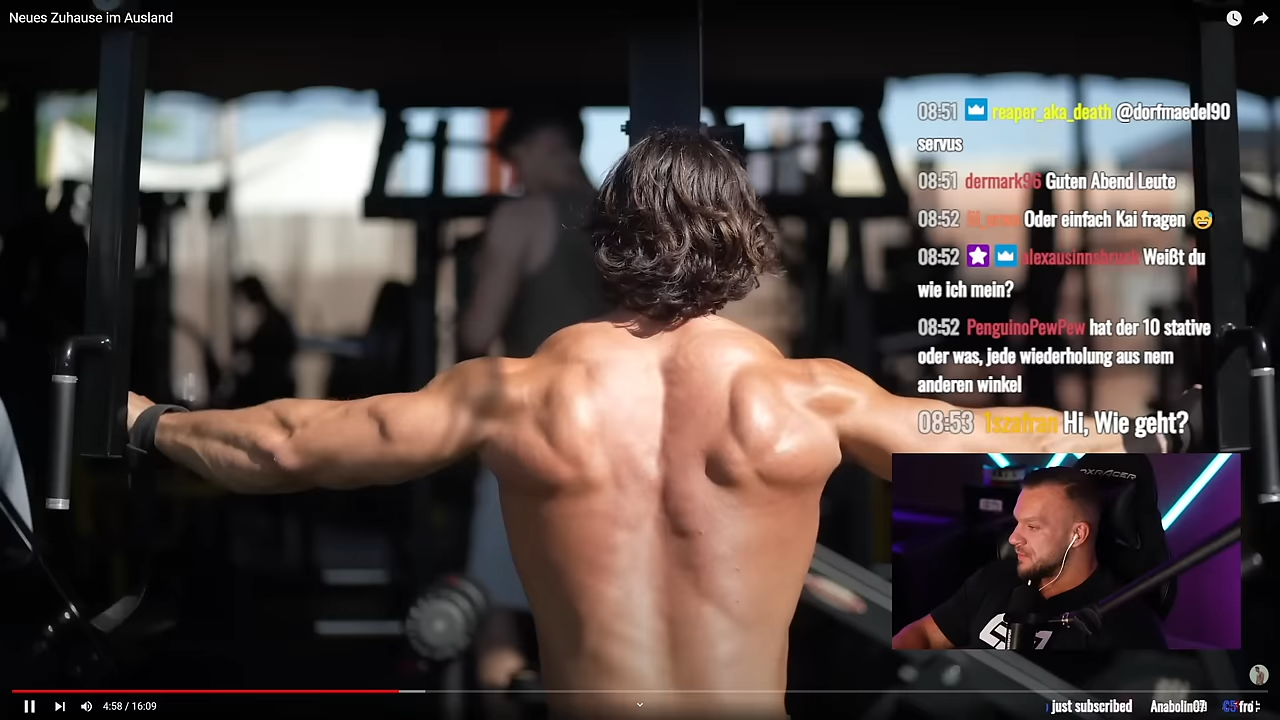 Neues Zuhause im Ausland
08:51 reaper_aka_death @dorfmaedel90
servus
08:51 dermark96 Guten Abend Leute
08:52 Oder einfach Kai fragen
08:52 alexausinnsbruck Weißt du
wie ich mein?
08:52 PenguinoPewPew hat der 10 stative
oder was, jede wiederholung aus nem
anderen winkel
08:53 1szafran Hi, Wie geht?
DXRACER
4:58 / 16:09
just subscribed